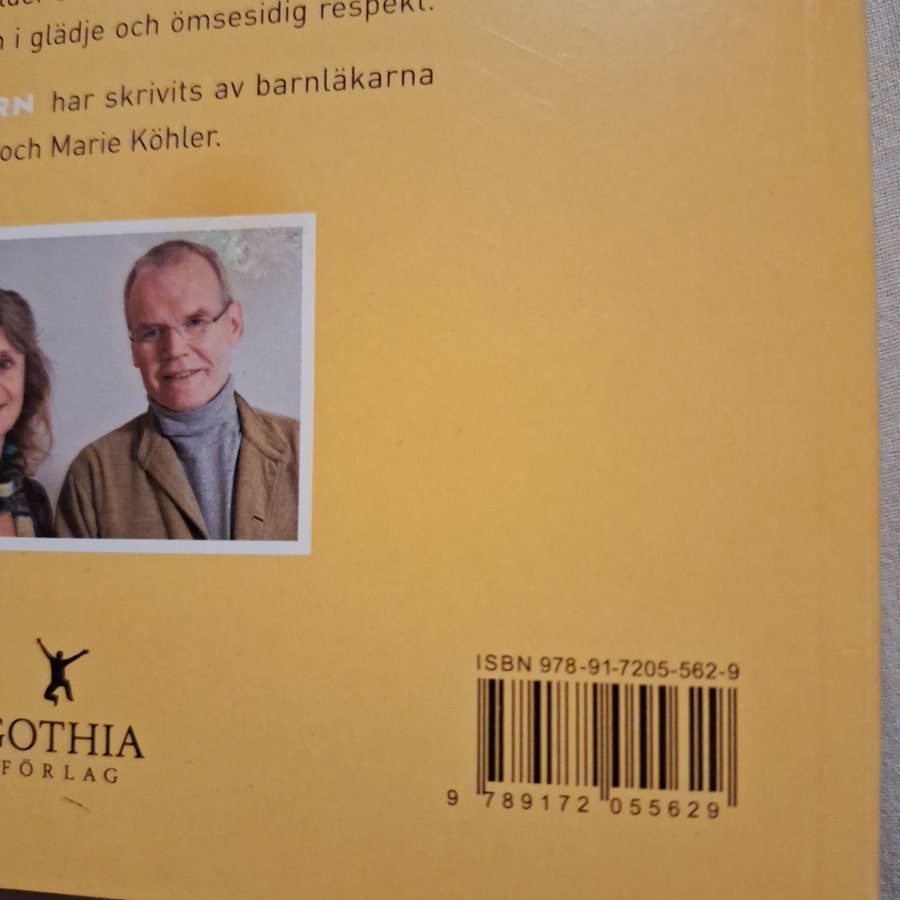 i glädje och ömsesidig respekt.
RN har skrivits av barnläkarna
och Marie Köhler.
GOTHIA
FÖRLAG
ISBN 978-91-7205-562-9
9 789172 055629